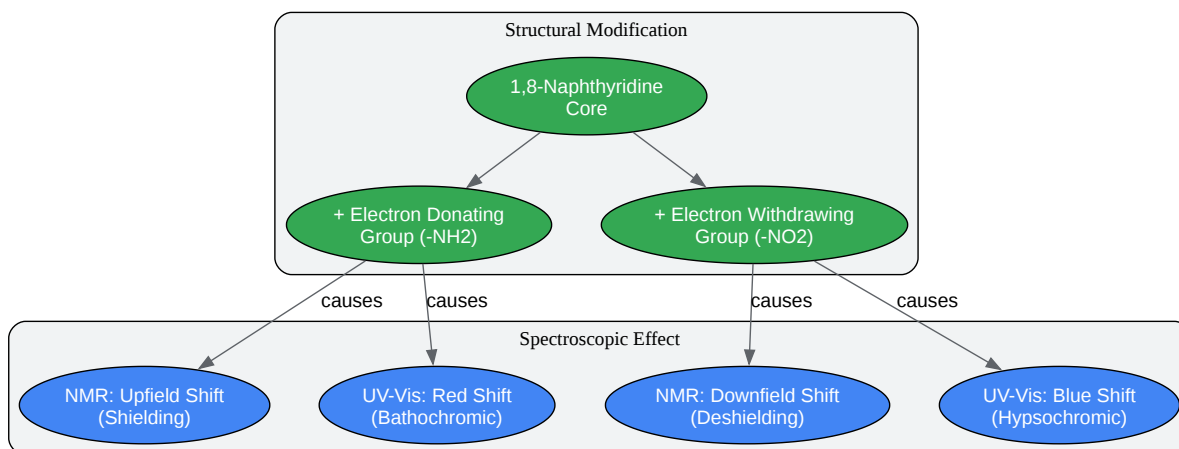 Structural Modification
1,8-Naphthyridine
Core
+ Electron Donating
Group (-NH2)
+ Electron Withdrawing
Group (-NO2)
causes
causes
causes
causes
Spectroscopic Effect
NMR: Upfield Shift
(Shielding)
UV-Vis: Red Shift
(Bathochromic)
NMR: Downfield Shift
(Deshielding)
UV-Vis: Blue Shift
(Hypsochromic)